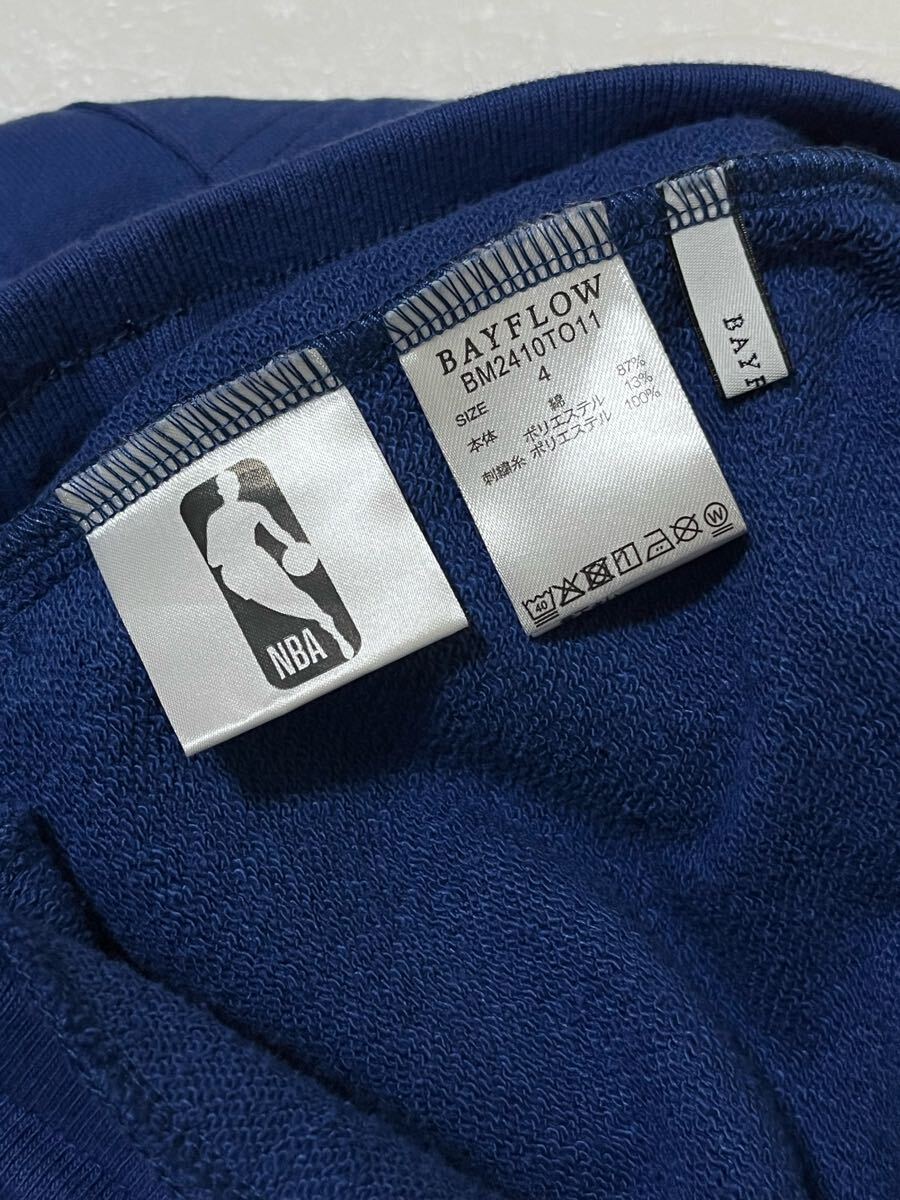 NBA
BAYFLOW
BM2410TO11
SIZE 4
本体 綿 87%
ポリエステル 13%
刺繍糸 ポリエステル 100%
40
W
BAYF